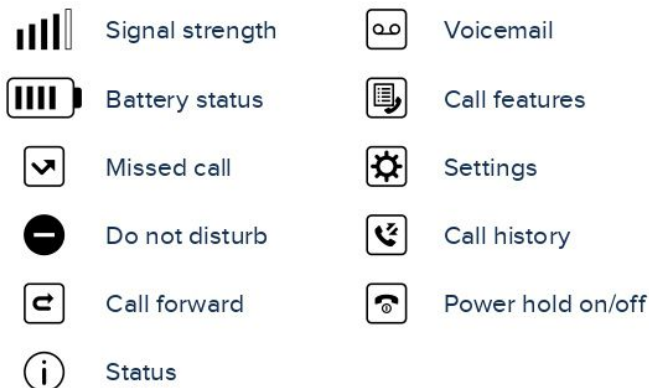 Signal strength
Battery status
Missed call
Do not disturb
Call forward
Status
Voicemail
Call features
Settings
Call history
Power hold on/off